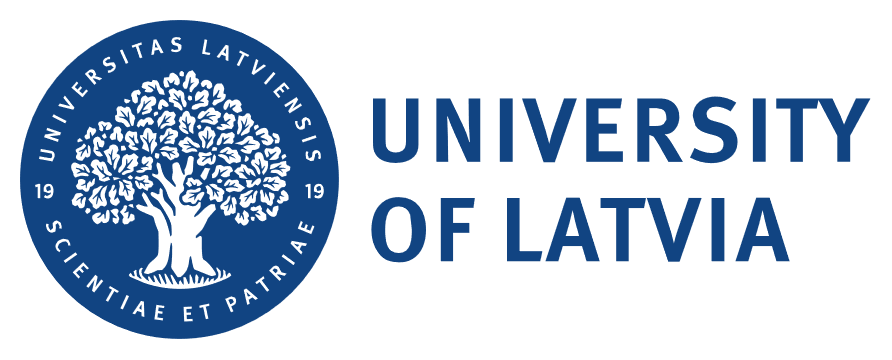 UNIVERSITAS LATVIENSIS
19 19
SCIENTIAE ET PATRIAE
UNIVERSITY
OF LATVIA